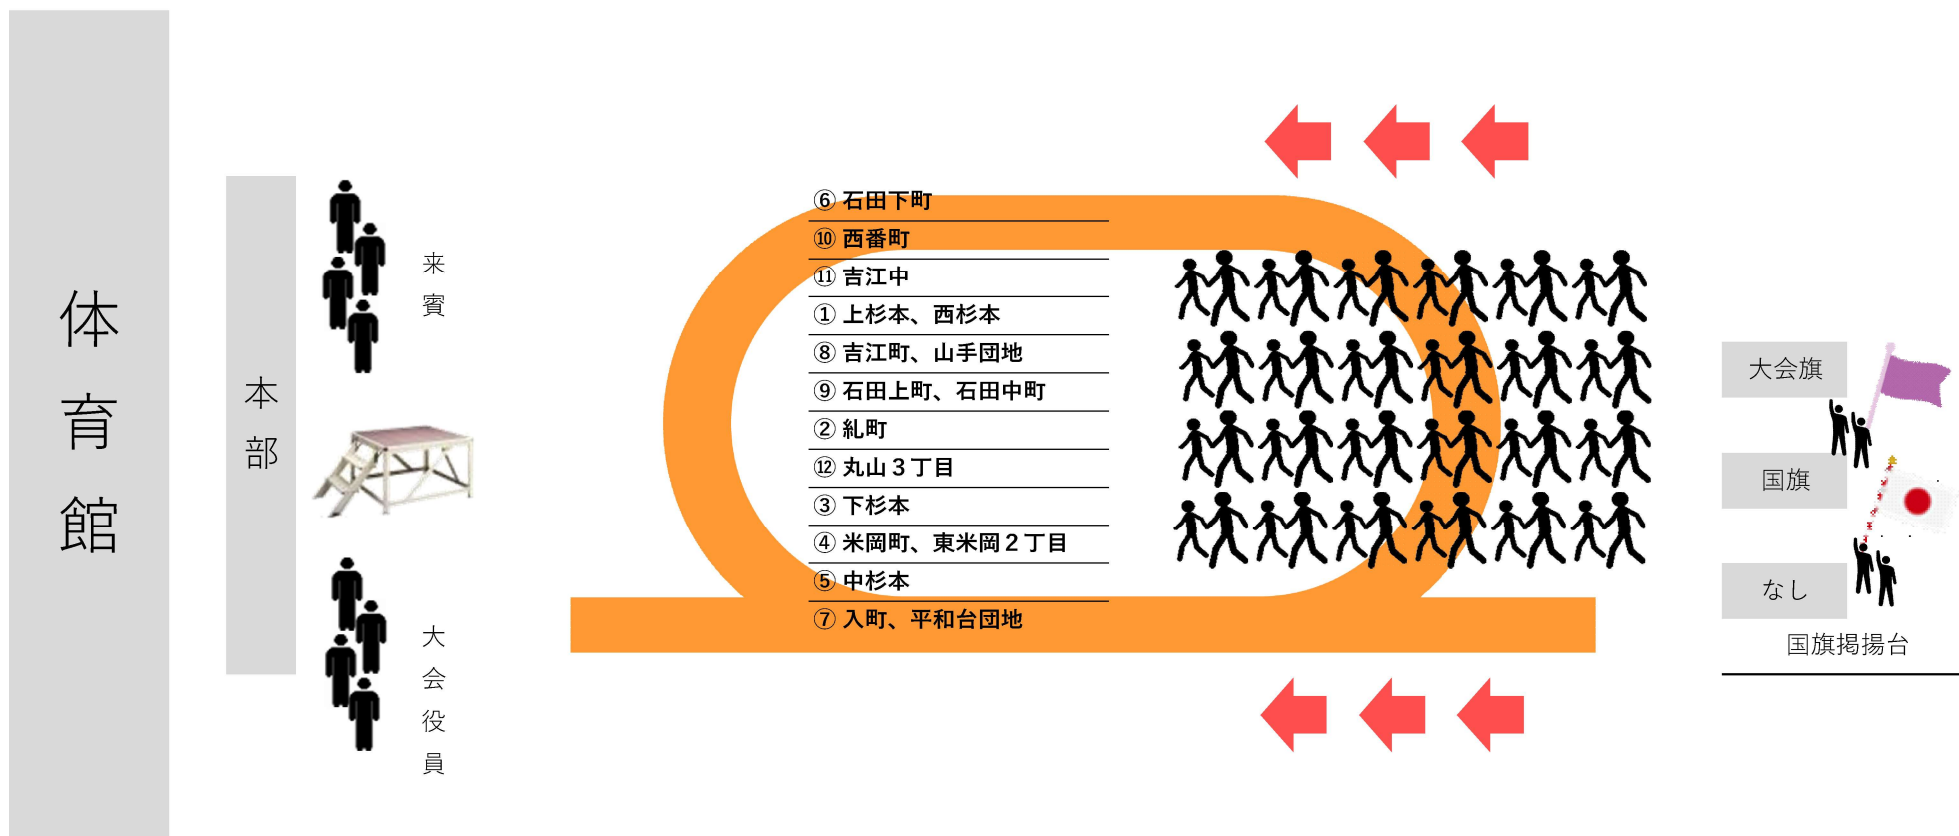 体育館
本部
来賓
大会役員
⑥ 石田下町
⑩ 西番町
⑪ 吉江中
① 上杉本、西杉本
⑧ 吉江町、山手団地
⑨ 石田上町、石田中町
② 糺町
⑫ 丸山３丁目
③ 下杉本
④ 米岡町、東米岡２丁目
⑤ 中杉本
⑦ 入町、平和台団地
大会旗
国旗
なし
国旗掲揚台